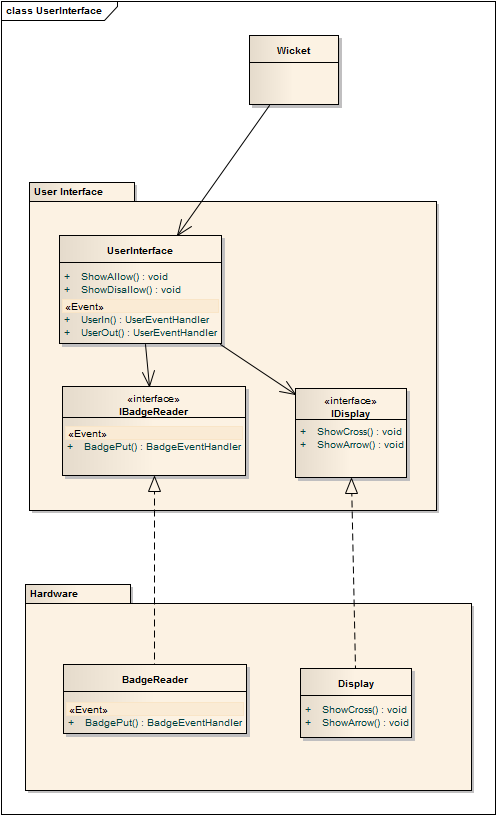 class UserInterface
Wicket
User Interface
UserInterface
+ ShowAllow() : void
+ ShowDisallow() : void
«Event»
+ UserIn() : UserEventHandler
+ UserOut() : UserEventHandler
«interface»
IBadgeReader
«Event»
+ BadgePut() : BadgeEventHandler
«interface»
IDisplay
+ ShowCross() : void
+ ShowArrow() : void
Hardware
BadgeReader
«Event»
+ BadgePut() : BadgeEventHandler
Display
+ ShowCross() : void
+ ShowArrow() : void